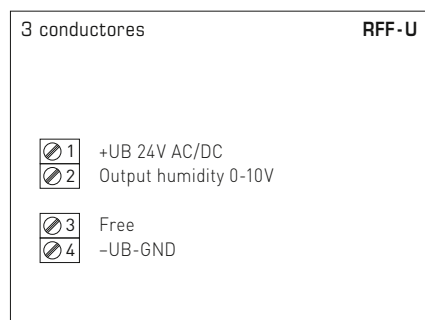 3 conductores RFF-U
1 +UB 24V AC/DC
2 Output humidity 0-10V
3 Free
4 –UB-GND